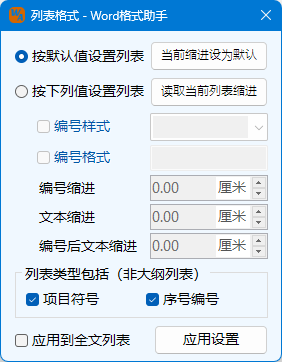 列表格式 - Word格式助手
按默认值设置列表 当前缩进设为默认
按下列值设置列表 读取当前列表缩进
编号样式
编号格式
编号缩进 0.00 厘米
文本缩进 0.00 厘米
编号后文本缩进 0.00 厘米
列表类型包括（非大纲列表）
项目符号 序号编号
应用到全文列表 应用设置